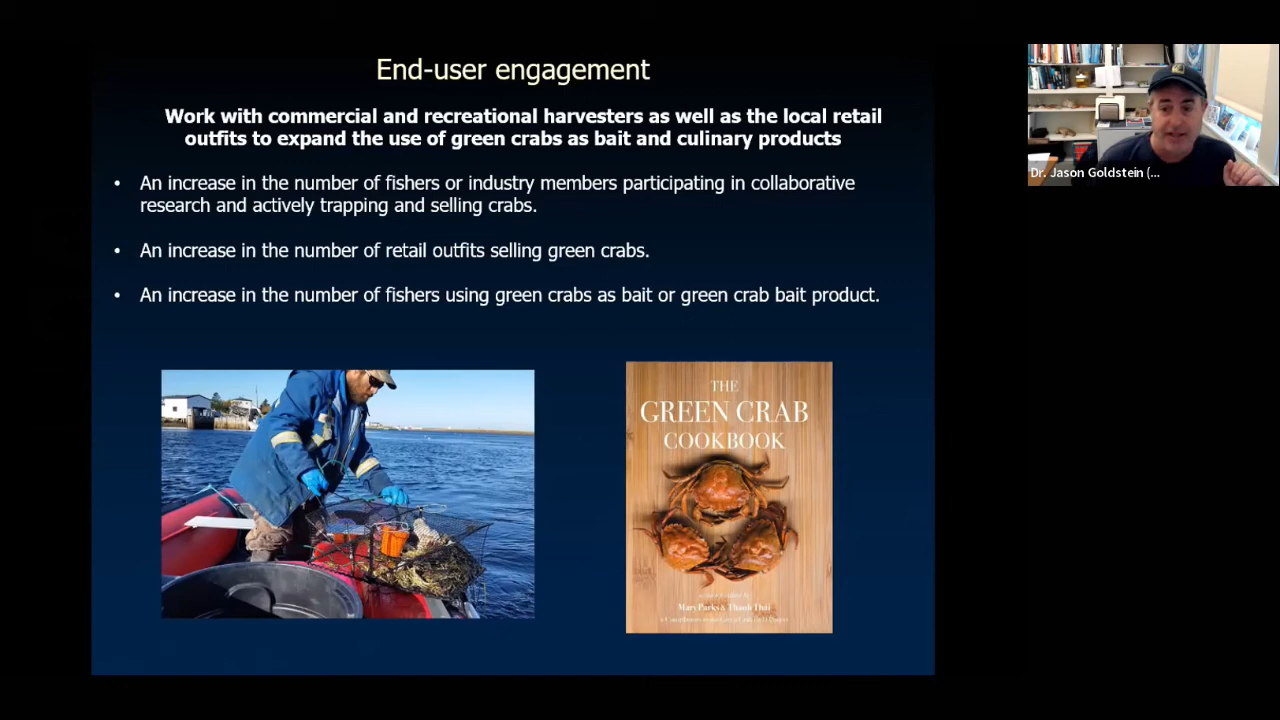 End-user engagement
Work with commercial and recreational harvesters as well as the local retail
outfits to expand the use of green crabs as bait and culinary products
• An increase in the number of fishers or industry members participating in collaborative
research and actively trapping and selling crabs.
• An increase in the number of retail outfits selling green crabs.
• An increase in the number of fishers using green crabs as bait or green crab bait product.
THE
GREEN CRAB
COOKBOOK
Mary Parks & Thanh Thái
Dr. Jason Goldstein (...